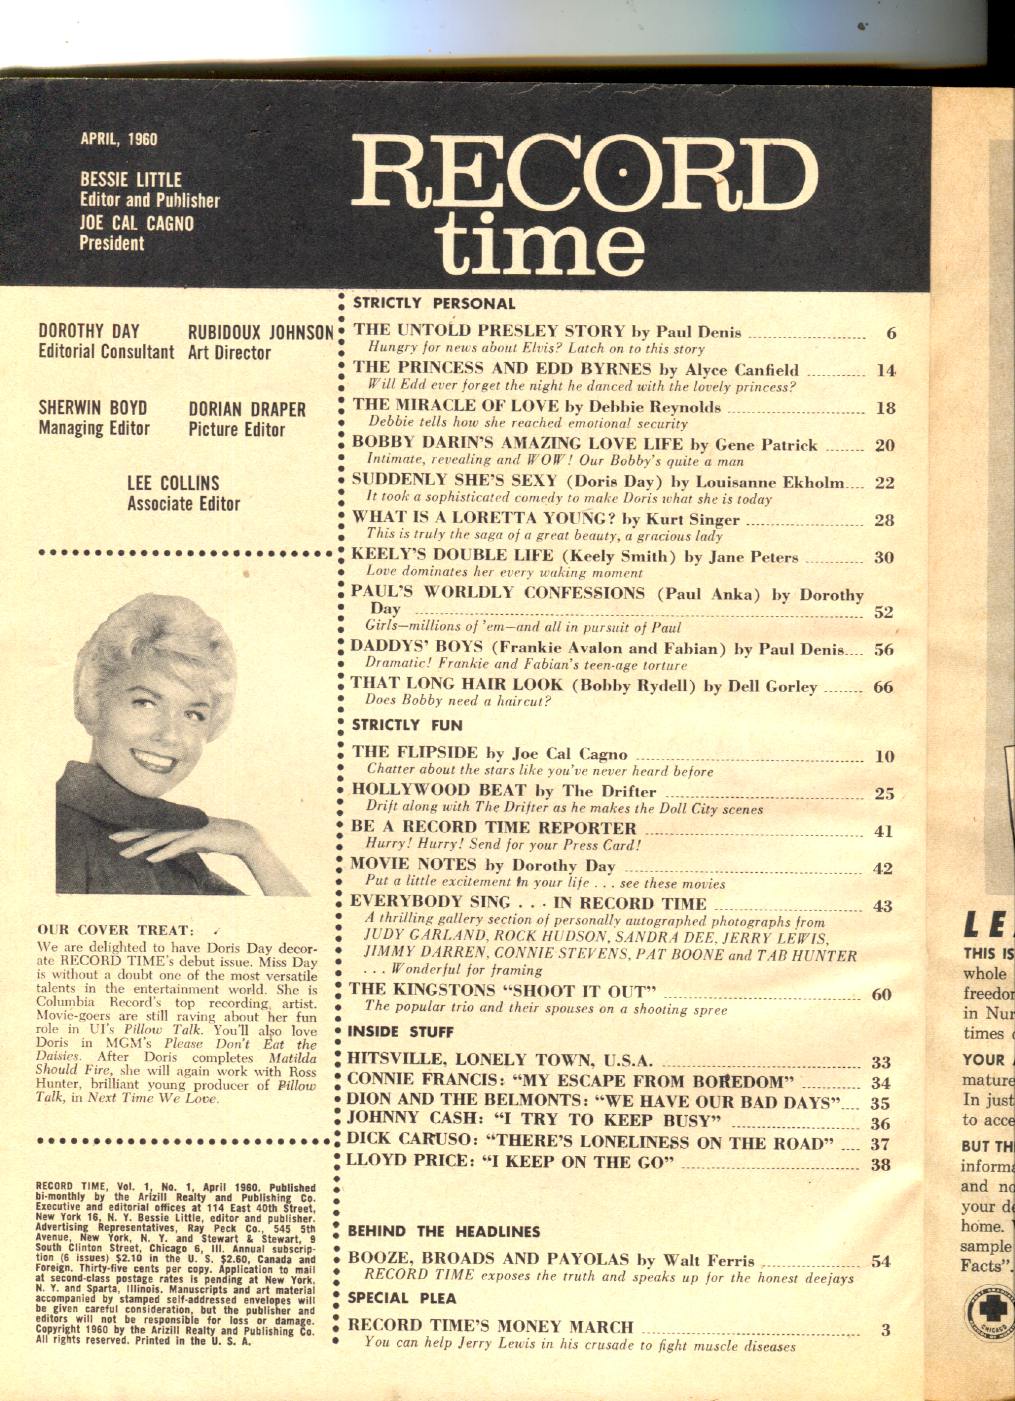 APRIL, 1960
BESSIE LITTLE
Editor and Publisher
JOE CAL CAGNO
President
RECORD
time
DOROTHY DAY
Editorial Consultant
RUBIDOUX JOHNSON
Art Director
SHERWIN BOYD
Managing Editor
DORIAN DRAPER
Picture Editor
LEE COLLINS
Associate Editor
OUR COVER TREAT:
We are delighted to have Doris Day decor-
ate RECORD TIME's debut issue. Miss Day
is without a doubt one of the most versatile
talents in the entertainment world. She is
Columbia Record's top recording artist.
Movie-goers are still raving about her fun
role in UI's Pillow Talk. You'll also love
Doris in MGM's Please Don't Eat the
Daisies. After Doris completes Matilda
Should Fire, she will again work with Ross
Hunter, brilliant young producer of Pillow
Talk, in Next Time We Love.
RECORD TIME, Vol. 1, No. 1, April 1960. Published
bi-monthly by the Arizill Realty and Publishing Co.
Executive and editorial offices at 114 East 40th Street,
New York 16, N. Y. Bessie Little, editor and publisher.
Advertising Representatives, Ray Peck Co., 545 5th
Avenue, New York, N. Y. and Stewart & Stewart, 9
South Clinton Street, Chicago 6, Ill. Annual subscrip-
tion (6 issues) $2.10 in the U. S. $2.60, Canada and
Foreign. Thirty-five cents per copy. Application to mail
at second-class postage rates is pending at New York,
N. Y. and Sparta, Illinois. Manuscripts and art material
accompanied by stamped self-addressed envelopes will
be given careful consideration, but the publisher and
editors will not be responsible for loss or damage.
Copyright 1960 by the Arizill Realty and Publishing Co.
All rights reserved. Printed in the U. S. A.
STRICTLY PERSONAL
THE UNTOLD PRESLEY STORY by Paul Denis 6
Hungry for news about Elvis? Latch on to this story
THE PRINCESS AND EDD BYRNES by Alyce Canfield 14
Will Edd ever forget the night he danced with the lovely princess?
THE MIRACLE OF LOVE by Debbie Reynolds 18
Debbie tells how she reached emotional security
BOBBY DARIN'S AMAZING LOVE LIFE by Gene Patrick 20
Intimate, revealing and WOW! Our Bobby's quite a man
SUDDENLY SHE'S SEXY (Doris Day) by Louisanne Ekholm 22
It took a sophisticated comedy to make Doris what she is today
WHAT IS A LORETTA YOUNG? by Kurt Singer 28
This is truly the saga of a great beauty, a gracious lady
KEELY'S DOUBLE LIFE (Keely Smith) by Jane Peters 30
Love dominates her every waking moment
PAUL'S WORLDLY CONFESSIONS (Paul Anka) by Dorothy
Day 52
Girls—millions of 'em—and all in pursuit of Paul
DADDYS' BOYS (Frankie Avalon and Fabian) by Paul Denis 56
Dramatic! Frankie and Fabian's teen-age torture
THAT LONG HAIR LOOK (Bobby Rydell) by Dell Gorley 66
Does Bobby need a haircut?
STRICTLY FUN
THE FLIPSIDE by Joe Cal Cagno 10
Chatter about the stars like you've never heard before
HOLLYWOOD BEAT by The Drifter 25
Drift along with The Drifter as he makes the Doll City scenes
BE A RECORD TIME REPORTER 41
Hurry! Hurry! Send for your Press Card!
MOVIE NOTES by Dorothy Day 42
Put a little excitement in your life . . . see these movies
EVERYBODY SING . . . IN RECORD TIME 43
A thrilling gallery section of personally autographed photographs from
JUDY GARLAND, ROCK HUDSON, SANDRA DEE, JERRY LEWIS,
JIMMY DARREN, CONNIE STEVENS, PAT BOONE and TAB HUNTER
. . . Wonderful for framing
THE KINGSTONS "SHOOT IT OUT" 60
The popular trio and their spouses on a shooting spree
INSIDE STUFF
HITSVILLE, LONELY TOWN, U.S.A. 33
CONNIE FRANCIS: "MY ESCAPE FROM BOREDOM" 34
DION AND THE BELMONTS: "WE HAVE OUR BAD DAYS" 35
JOHNNY CASH: "I TRY TO KEEP BUSY" 36
DICK CARUSO: "THERE'S LONELINESS ON THE ROAD" 37
LLOYD PRICE: "I KEEP ON THE GO" 38
BEHIND THE HEADLINES
BOOZE, BROADS AND PAYOLAS by Walt Ferris 54
RECORD TIME exposes the truth and speaks up for the honest deejays
SPECIAL PLEA
RECORD TIME'S MONEY MARCH 3
You can help Jerry Lewis in his crusade to fight muscle diseases
LE
THIS IS
whole
freedo
in Nur
times
YOUR
mature
In just
to acce
BUT TH
informa
and no
your de
home.
sample
Facts".
CHICAGO